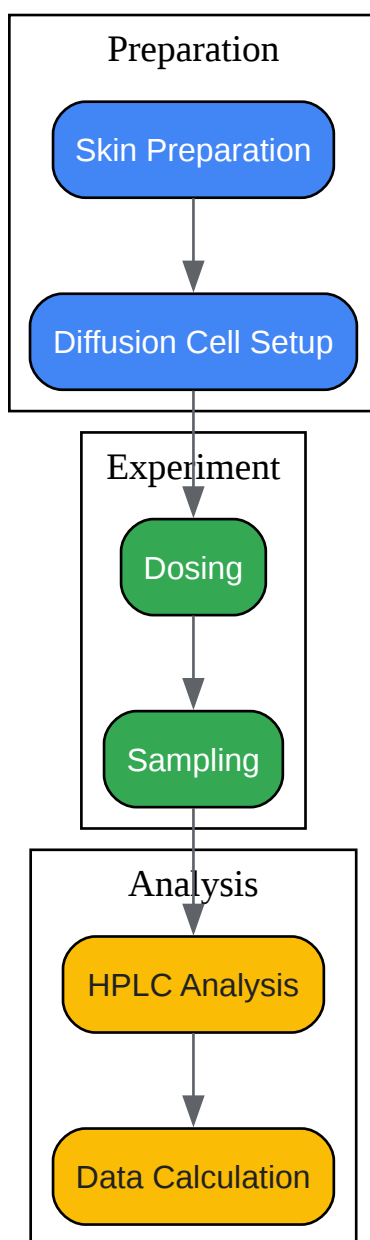 Preparation
Skin Preparation
Diffusion Cell Setup
Experiment
Dosing
Sampling
Analysis
HPLC Analysis
Data Calculation